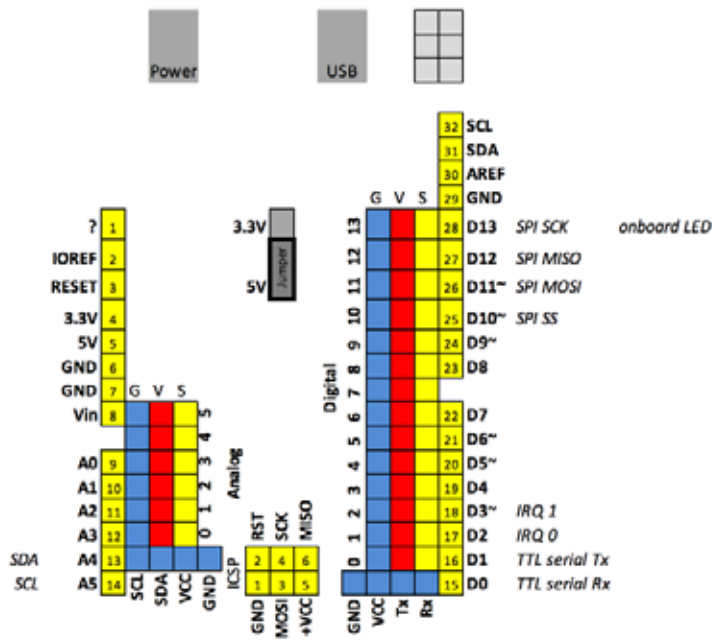 Power
USB
32 SCL
31 SDA
30 AREF
G V S 29 GND
? 1 3.3V 13 28 D13 SPI SCK onboard LED
IOREF 2 Jumper 12 27 D12 SPI MISO
RESET 3 5V 11 26 D11~ SPI MOSI
3.3V 4 10 25 D10~ SPI SS
5V 5 9 24 D9~
GND 6 8 23 D8
GND 7 G V S Digital 7
Vin 8 5 6 22 D7
4 5 21 D6~
A0 9 3 4 20 D5~
A1 10 2 Analog 3 19 D4
A2 11 1 2 18 D3~ IRQ 1
A3 12 0 RST SCK MISO 1 17 D2 IRQ 0
SDA A4 13 ICSP 2 4 6 0 16 D1 TTL serial Tx
SCL A5 14 1 3 5 15 D0 TTL serial Rx
SCL SDA VCC GND GND MOSI +VCC GND VCC Tx Rx